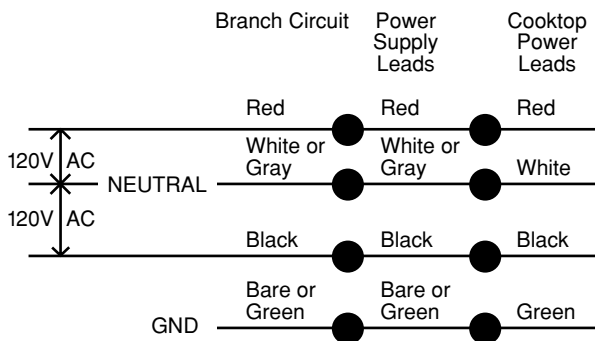 Branch Circuit
Power
Supply
Leads
Cooktop
Power
Leads
Red
Red
Red
120V AC
White or
Gray
White or
Gray
White
NEUTRAL
120V AC
Black
Black
Black
Bare or
Green
Bare or
Green
Green
GND